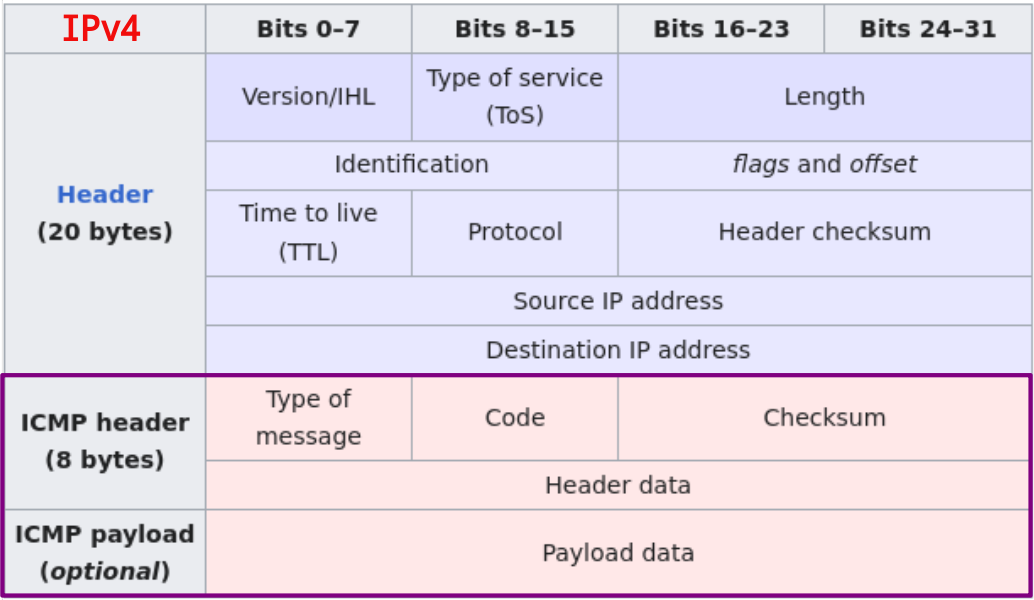 IPv4
Bits 0–7
Bits 8–15
Bits 16–23
Bits 24–31
Header
(20 bytes)
Version/IHL
Type of service
(ToS)
Length
Identification
flags and offset
Time to live
(TTL)
Protocol
Header checksum
Source IP address
Destination IP address
ICMP header
(8 bytes)
Type of
message
Code
Checksum
Header data
ICMP payload
(optional)
Payload data